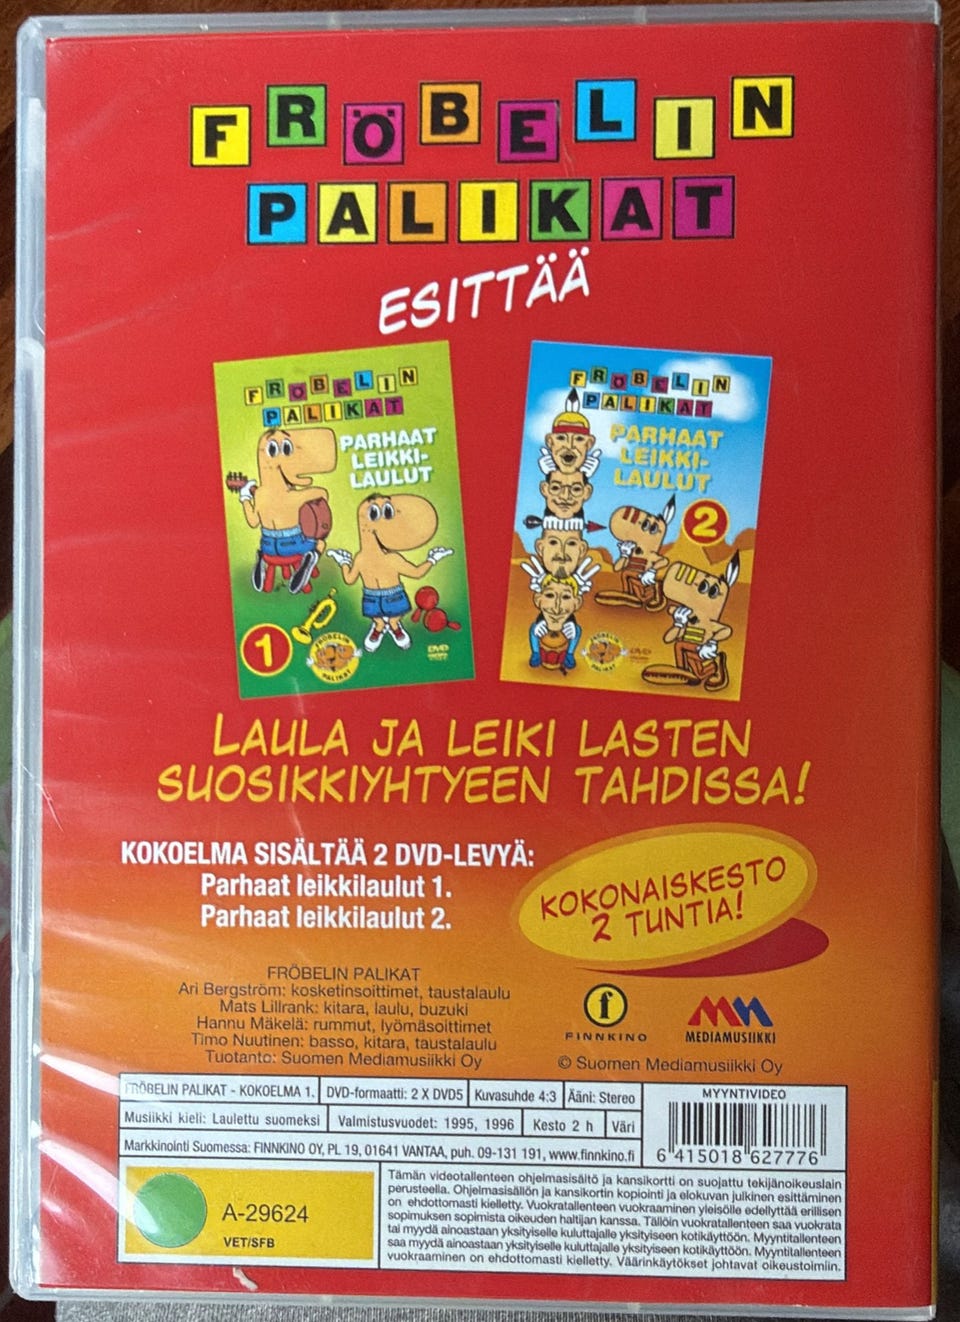 FRÖBELIN
PALIKAT
ESITTÄÄ
FRÖBELIN
PALIKAT
PARHAAT
LEIKKI-
LAULUT
1
FRÖBELIN
PALIKAT
DVD
FRÖBELIN
PALIKAT
PARHAAT
LEIKKI-
LAULUT
2
FRÖBELIN
PALIKAT
DVD
LAULA JA LEIKI LASTEN
SUOSIKKIYHTYEEN TAHDISSA!
KOKOELMA SISÄLTÄÄ 2 DVD-LEVYÄ:
Parhaat leikkilaulut 1.
Parhaat leikkilaulut 2.
KOKONAISKESTO
2 TUNTIA!
FRÖBELIN PALIKAT
Ari Bergström: kosketinsoittimet, taustalaulu
Mats Lillrank: kitara, laulu, buzuki
Hannu Mäkelä: rummut, lyömäsoittimet
Timo Nuutinen: basso, kitara, taustalaulu
Tuotanto: Suomen Mediamusiikki Oy
f
FINNKINO
MM
MEDIAMUSIIKKI
© Suomen Mediamusiikki Oy
FRÖBELIN PALIKAT - KOKOELMA 1. DVD-formaatti: 2 X DVD5 Kuvasuhde 4:3 Ääni: Stereo
Musiikki kieli: Laulettu suomeksi Valmistusvuodet: 1995, 1996 Kesto 2 h Väri
Markkinointi Suomessa: FINNKINO OY, PL 19, 01641 VANTAA, puh. 09-131 191, www.finnkino.fi
MYYNTIVIDEO
6 415018 627776
A-29624
VET/SFB
Tämän videotallenteen ohjelmasisältö ja kansikortti on suojattu tekijänoikeuslain
perusteella. Ohjelmasisällön ja kansikortin kopiointi ja elokuvan julkinen esittäminen
on ehdottomasti kielletty. Vuokratallenteen vuokraaminen yleisölle edellyttää erillisen
sopimuksen sopimista oikeuden haltijan kanssa. Tällöin vuokratallenteen saa vuokrata
tai myydä ainoastaan yksityiselle kuluttajalle yksityiseen kotikäyttöön. Myyntitallenteen
saa myydä ainoastaan yksityiselle kuluttajalle yksityiseen kotikäyttöön. Myyntitallenteen
vuokraaminen on ehdottomasti kielletty. Väärinkäytökset johtavat oikeustoimiin.